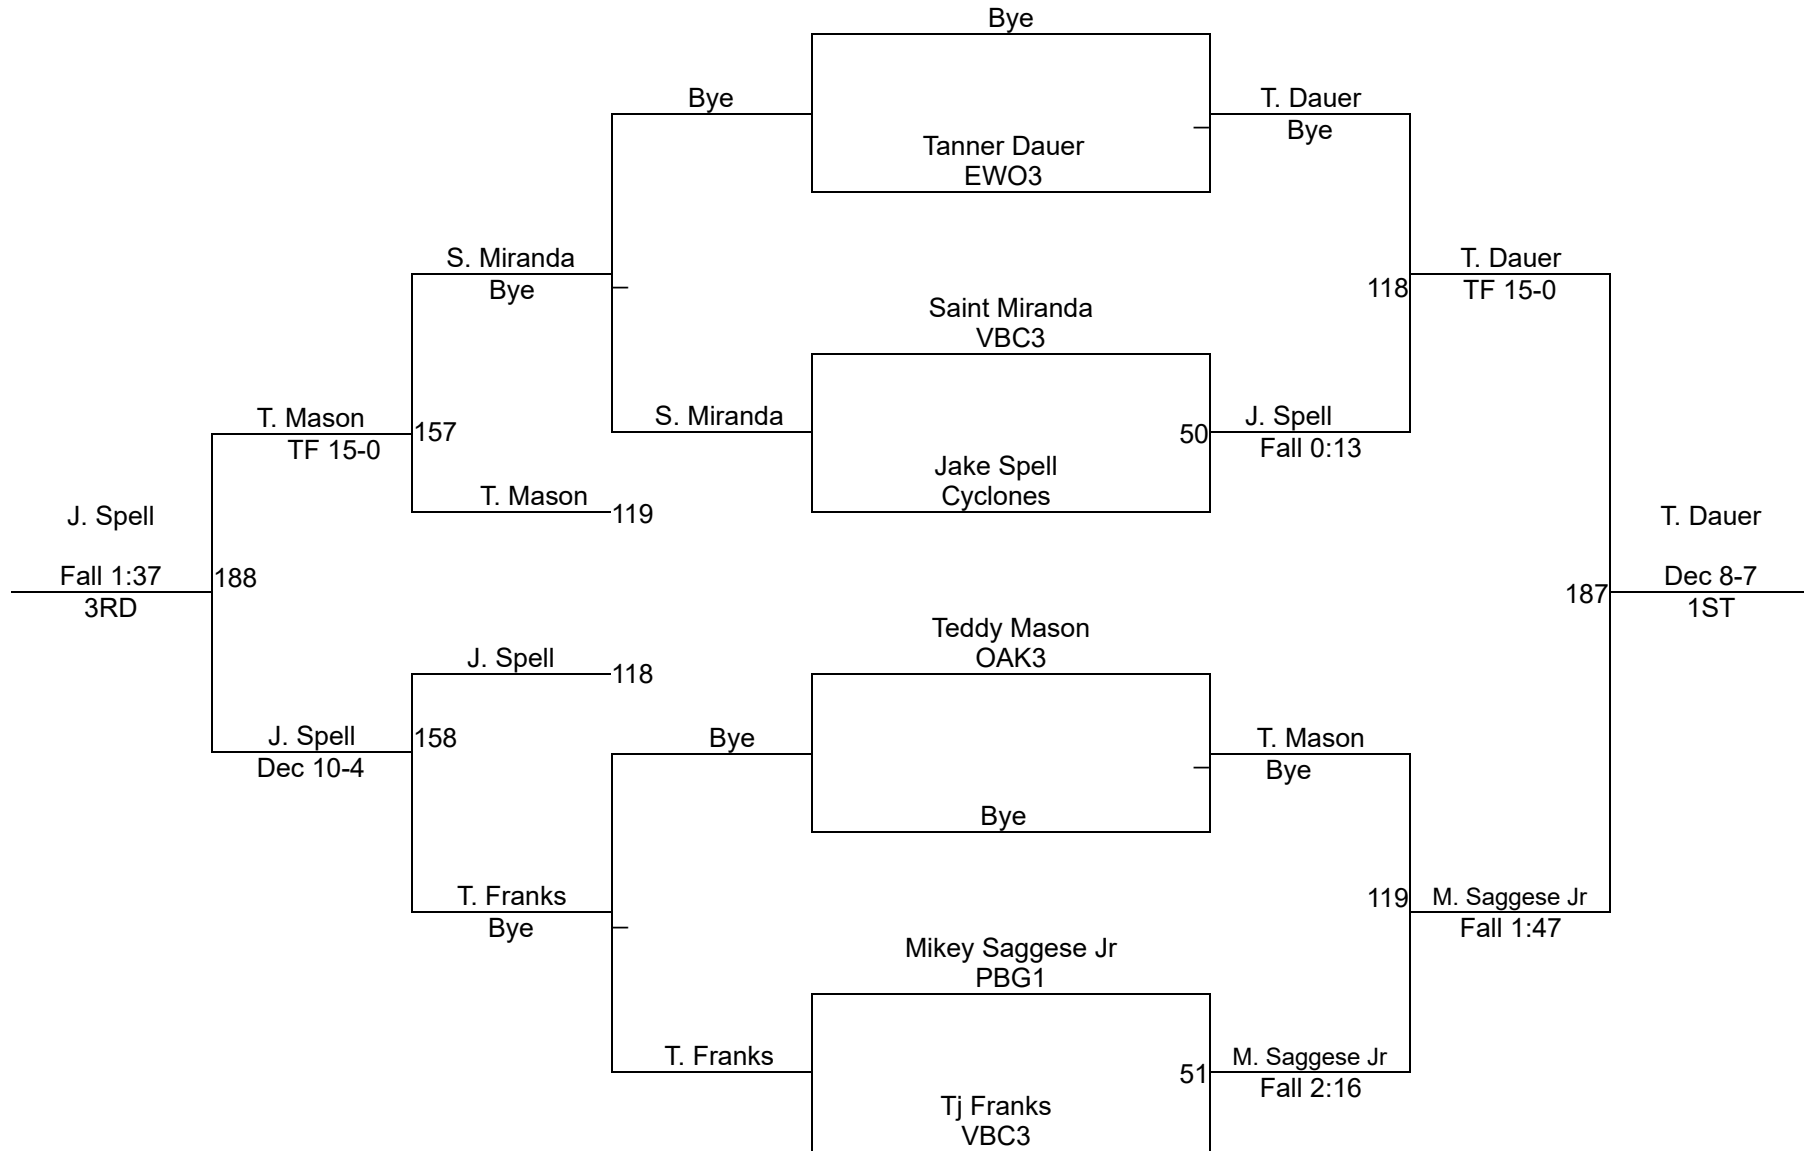 Bye
Bye
T. Dauer
Bye
Tanner Dauer
EWO3
S. Miranda
Bye
T. Dauer
TF 15-0
118
Saint Miranda
VBC3
T. Mason
TF 15-0
157
S. Miranda
50
J. Spell
Fall 0:13
Jake Spell
Cyclones
T. Mason
119
J. Spell
Fall 1:37
3RD
188
T. Dauer
Dec 8-7
1ST
187
Teddy Mason
OAK3
J. Spell
118
J. Spell
Dec 10-4
158
Bye
T. Mason
Bye
Bye
T. Franks
Bye
119
M. Saggese Jr
Fall 1:47
Mikey Saggese Jr
PBG1
T. Franks
51
M. Saggese Jr
Fall 2:16
Tj Franks
VBC3